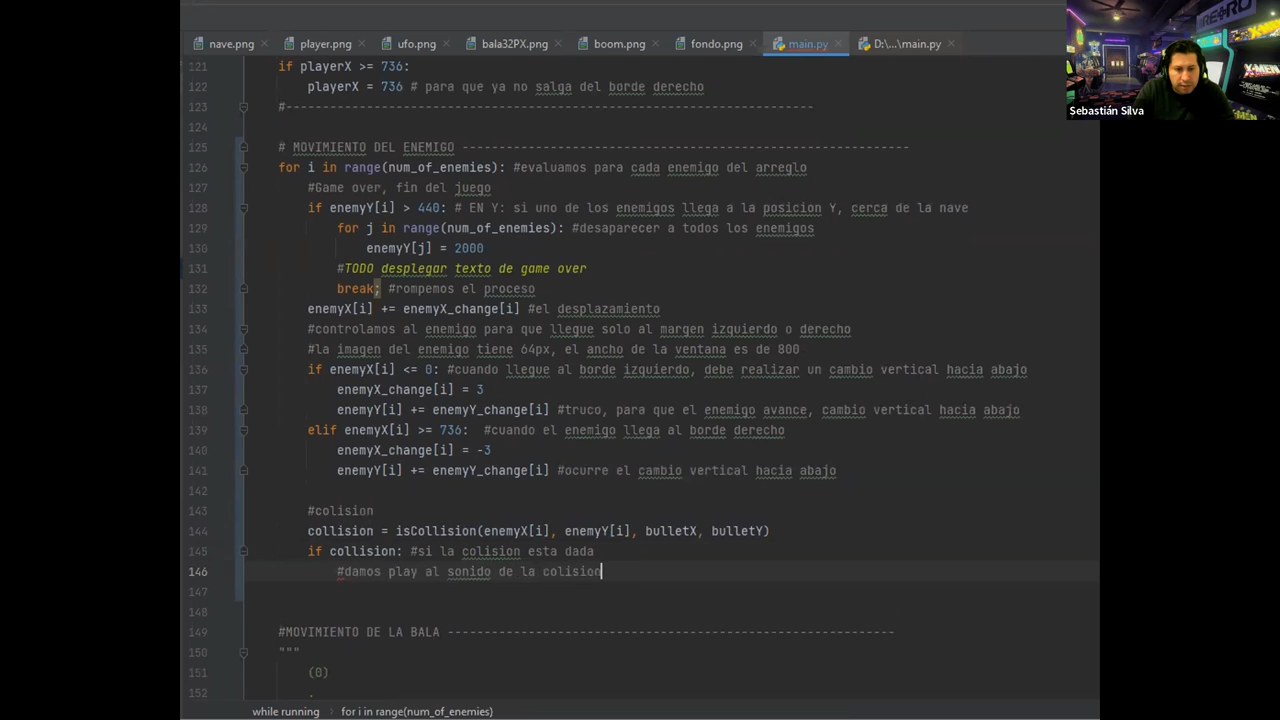 nave.png
player.png
ufo.png
bala32PX.png
boom.png
fondo.png
main.py
D:\...\main.py
RETRO
X-MEN
Sebastián Silva
121 if playerX >= 736:
122 playerX = 736 # para que ya no salga del borde derecho
123 #-----------------------------------------------------------------------
124
125 # MOVIMIENTO DEL ENEMIGO -------------------------------------------------------------
126 for i in range(num_of_enemies): #evaluamos para cada enemigo del arreglo
127 #Game over, fin del juego
128 if enemyY[i] > 440: # EN Y: si uno de los enemigos llega a la posicion Y, cerca de la nave
129 for j in range(num_of_enemies): #desaparecer a todos los enemigos
130 enemyY[j] = 2000
131 #TODO desplegar texto de game over
132 break; #rompemos el proceso
133 enemyX[i] += enemyX_change[i] #el desplazamiento
134 #controlamos al enemigo para que llegue solo al margen izquierdo o derecho
135 #la imagen del enemigo tiene 64px, el ancho de la ventana es de 800
136 if enemyX[i] <= 0: #cuando llegue al borde izquierdo, debe realizar un cambio vertical hacia abajo
137 enemyX_change[i] = 3
138 enemyY[i] += enemyY_change[i] #truco, para que el enemigo avance, cambio vertical hacia abajo
139 elif enemyX[i] >= 736: #cuando el enemigo llega al borde derecho
140 enemyX_change[i] = -3
141 enemyY[i] += enemyY_change[i] #ocurre el cambio vertical hacia abajo
142
143 #colision
144 collision = isCollision(enemyX[i], enemyY[i], bulletX, bulletY)
145 if collision: #si la colision esta dada
146 #damos play al sonido de la colision
147
148
149 #MOVIMIENTO DE LA BALA -------------------------------------------------------------
150 """
151 (0)
152 .
while running > for i in range(num_of_enemies)